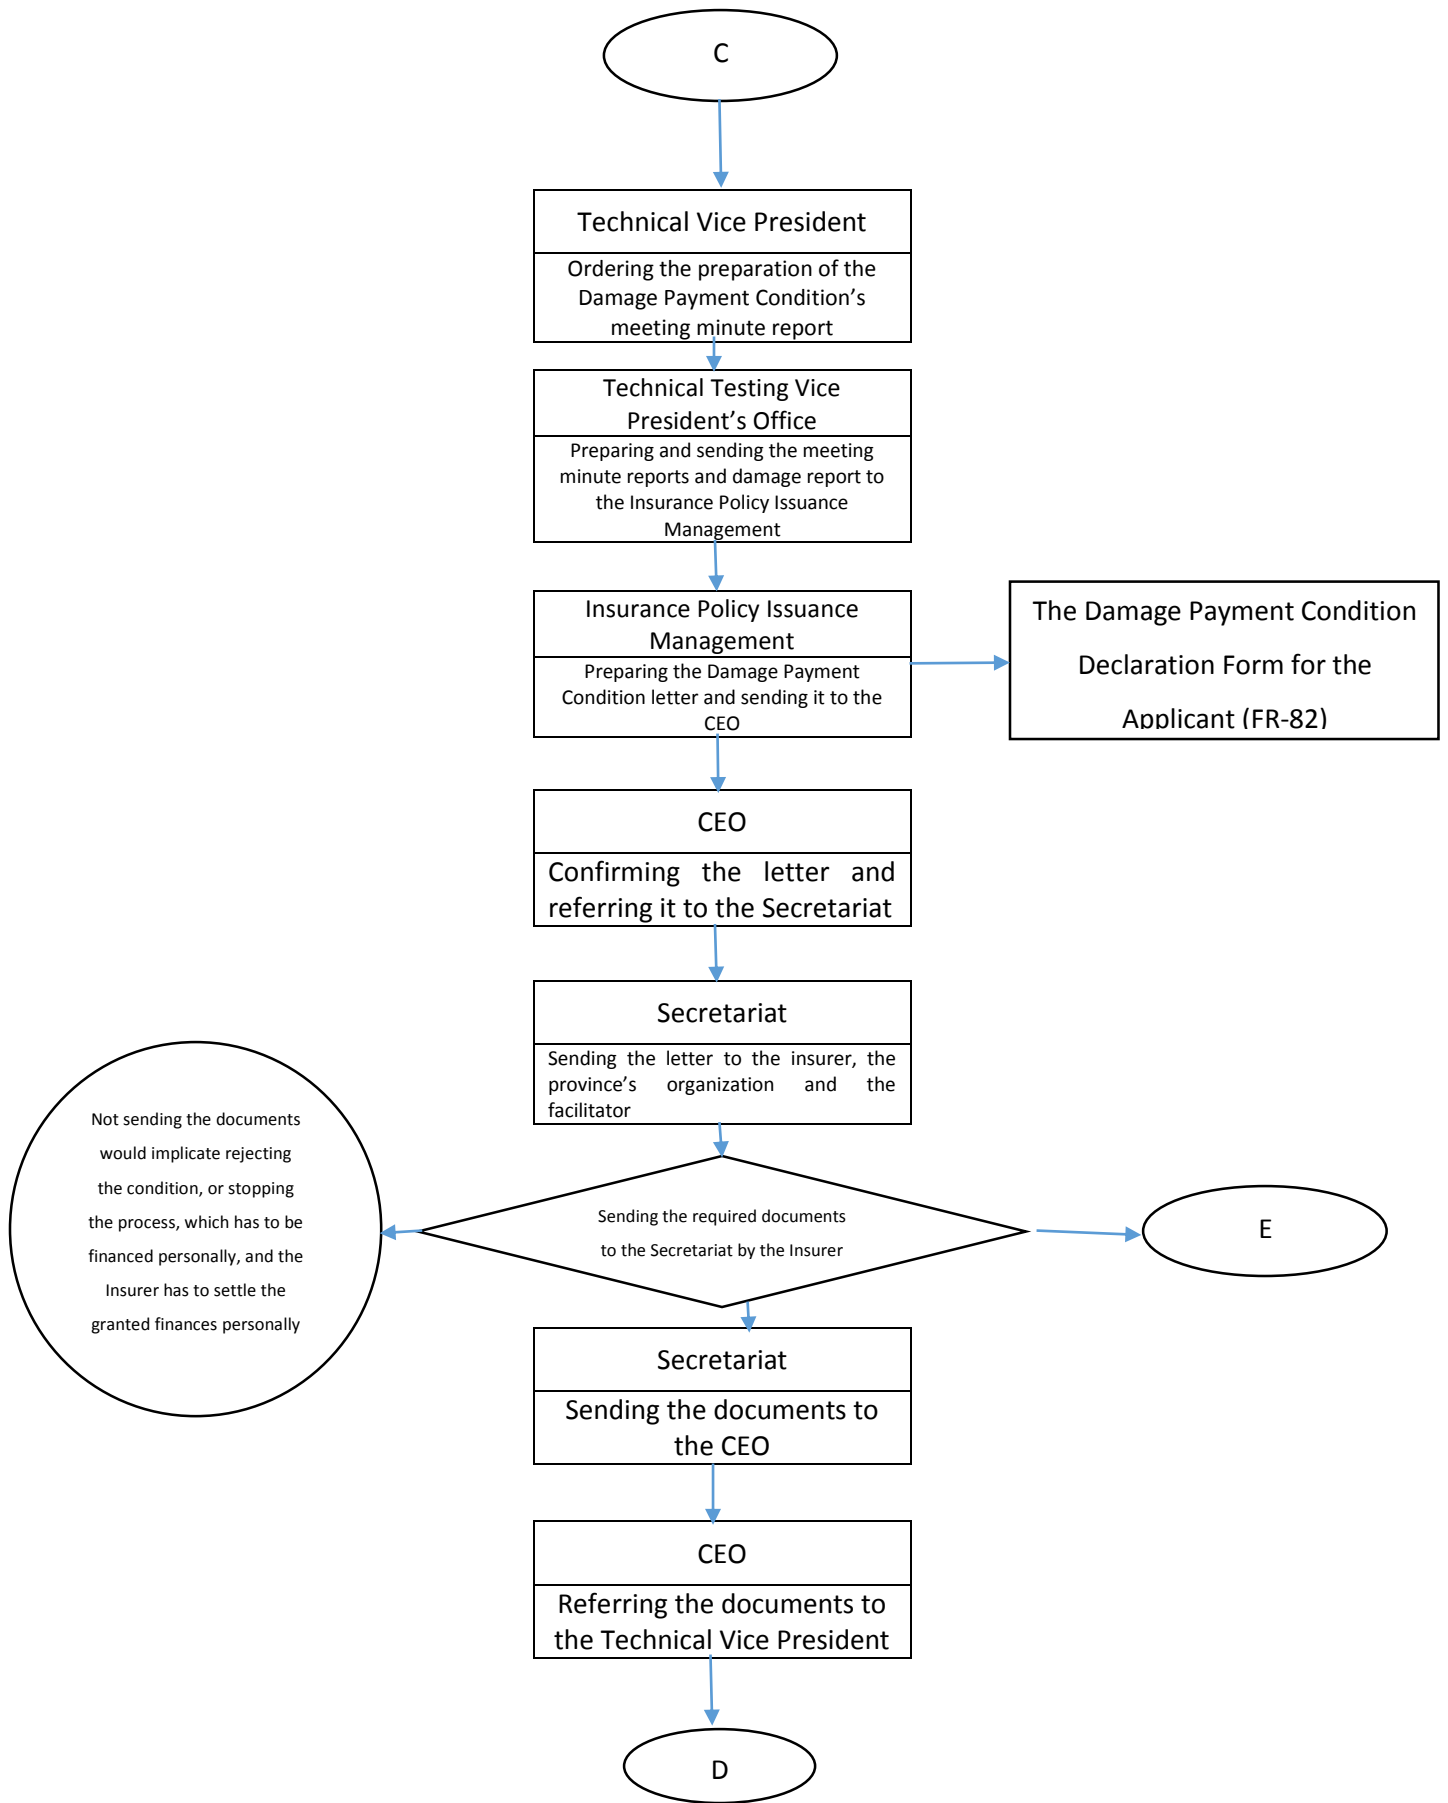 C
Technical Vice President
Ordering the preparation of the
Damage Payment Condition’s
meeting minute report
Technical Testing Vice
President’s Office
Preparing and sending the meeting
minute reports and damage report to
the Insurance Policy Issuance
Management
Insurance Policy Issuance
Management
Preparing the Damage Payment
Condition letter and sending it to the
CEO
The Damage Payment Condition
Declaration Form for the
Applicant (FR-82)
CEO
Confirming the letter and
referring it to the Secretariat
Secretariat
Sending the letter to the insurer, the
province’s organization and the
facilitator
Not sending the documents
would implicate rejecting
the condition, or stopping
the process, which has to be
financed personally, and the
Insurer has to settle the
granted finances personally
Sending the required documents
to the Secretariat by the Insurer
E
Secretariat
Sending the documents to
the CEO
CEO
Referring the documents to
the Technical Vice President
D